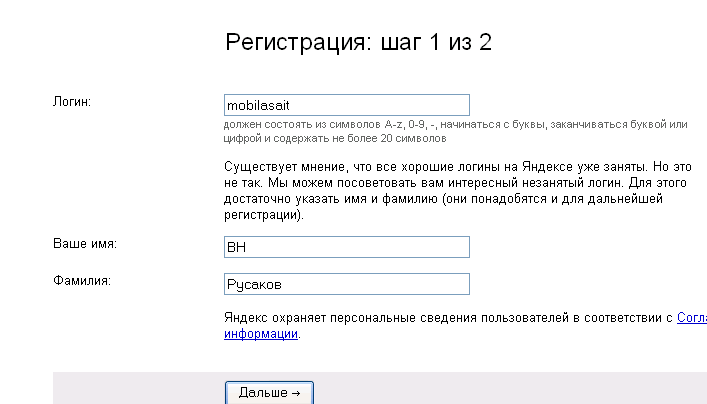 Регистрация: шаг 1 из 2
Логин:
mobilasait
должен состоять из символов A-z, 0-9, -, начинаться с буквы, заканчиваться буквой или
цифрой и содержать не более 20 символов
Существует мнение, что все хорошие логины на Яндексе уже заняты. Но это
не так. Мы можем посоветовать вам интересный незанятый логин. Для этого
достаточно указать имя и фамилию (они понадобятся и для дальнейшей
регистрации).
Ваше имя:
ВН
Фамилия:
Русаков
Яндекс охраняет персональные сведения пользователей в соответствии с
информации.
Дальше →